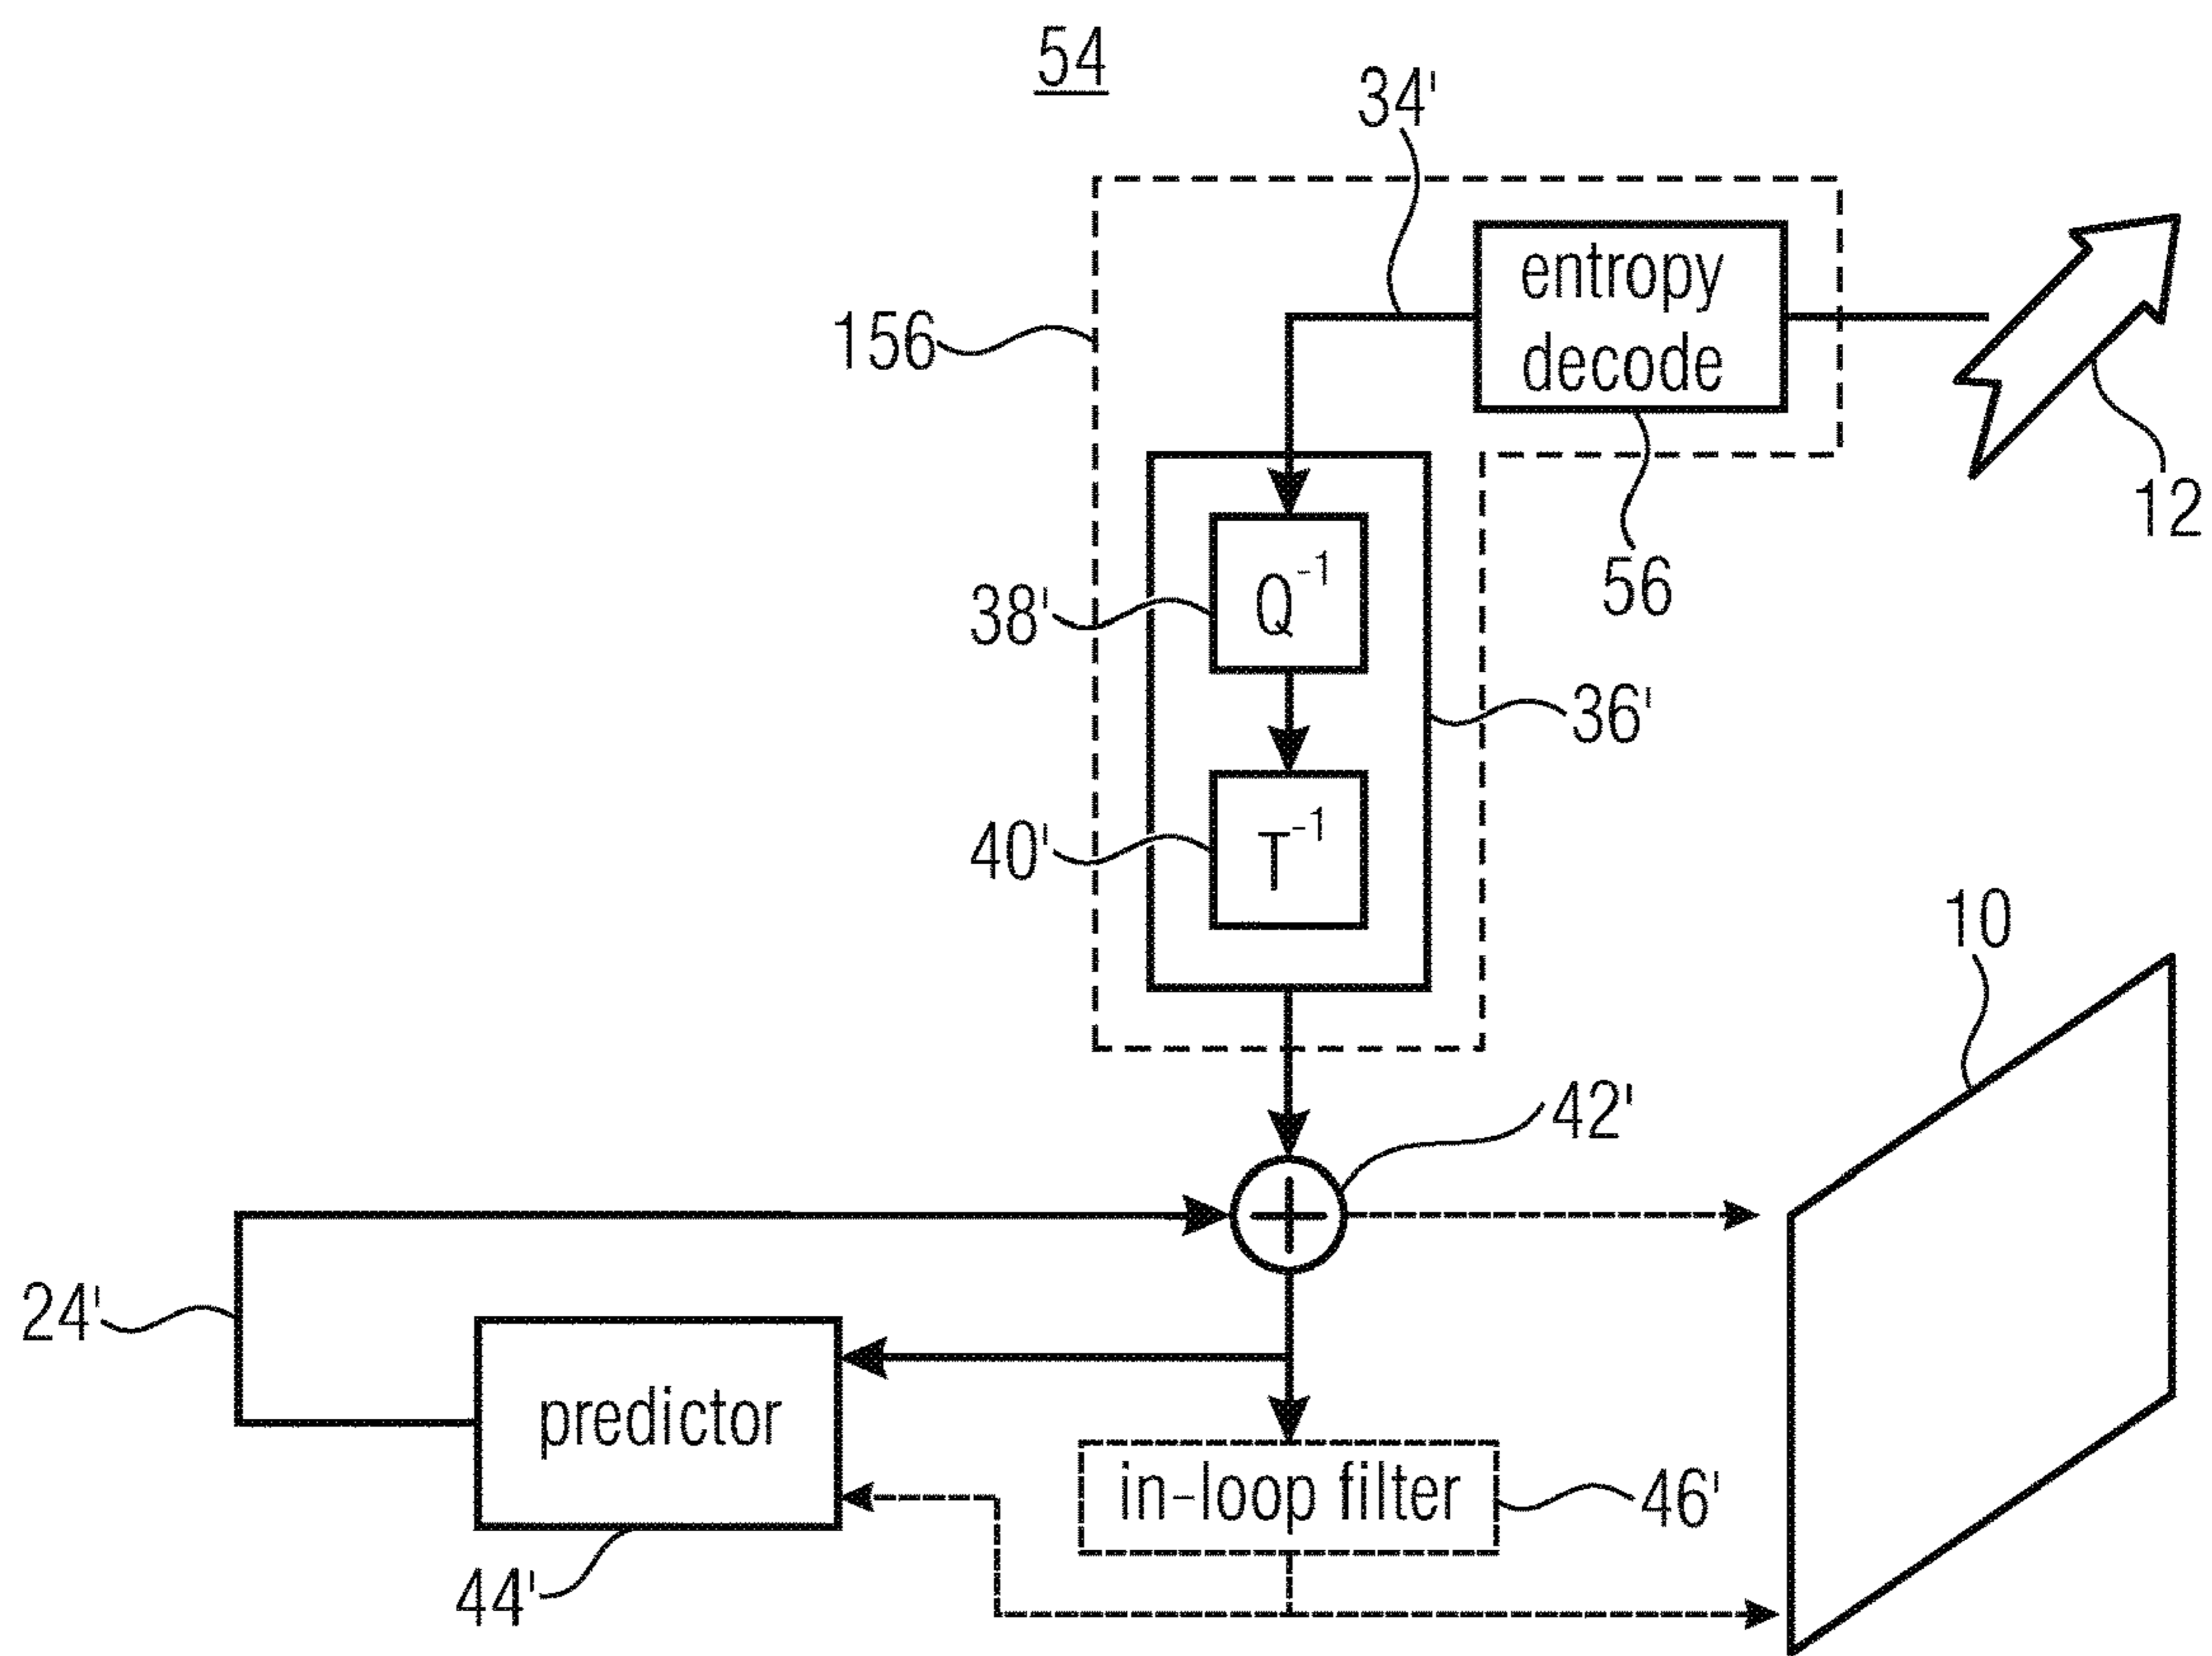 54
34'
entropy
decode
156
12
56
Q⁻¹
38'
36'
T⁻¹
40'
10
42'
24'
predictor
in-loop filter
46'
44'